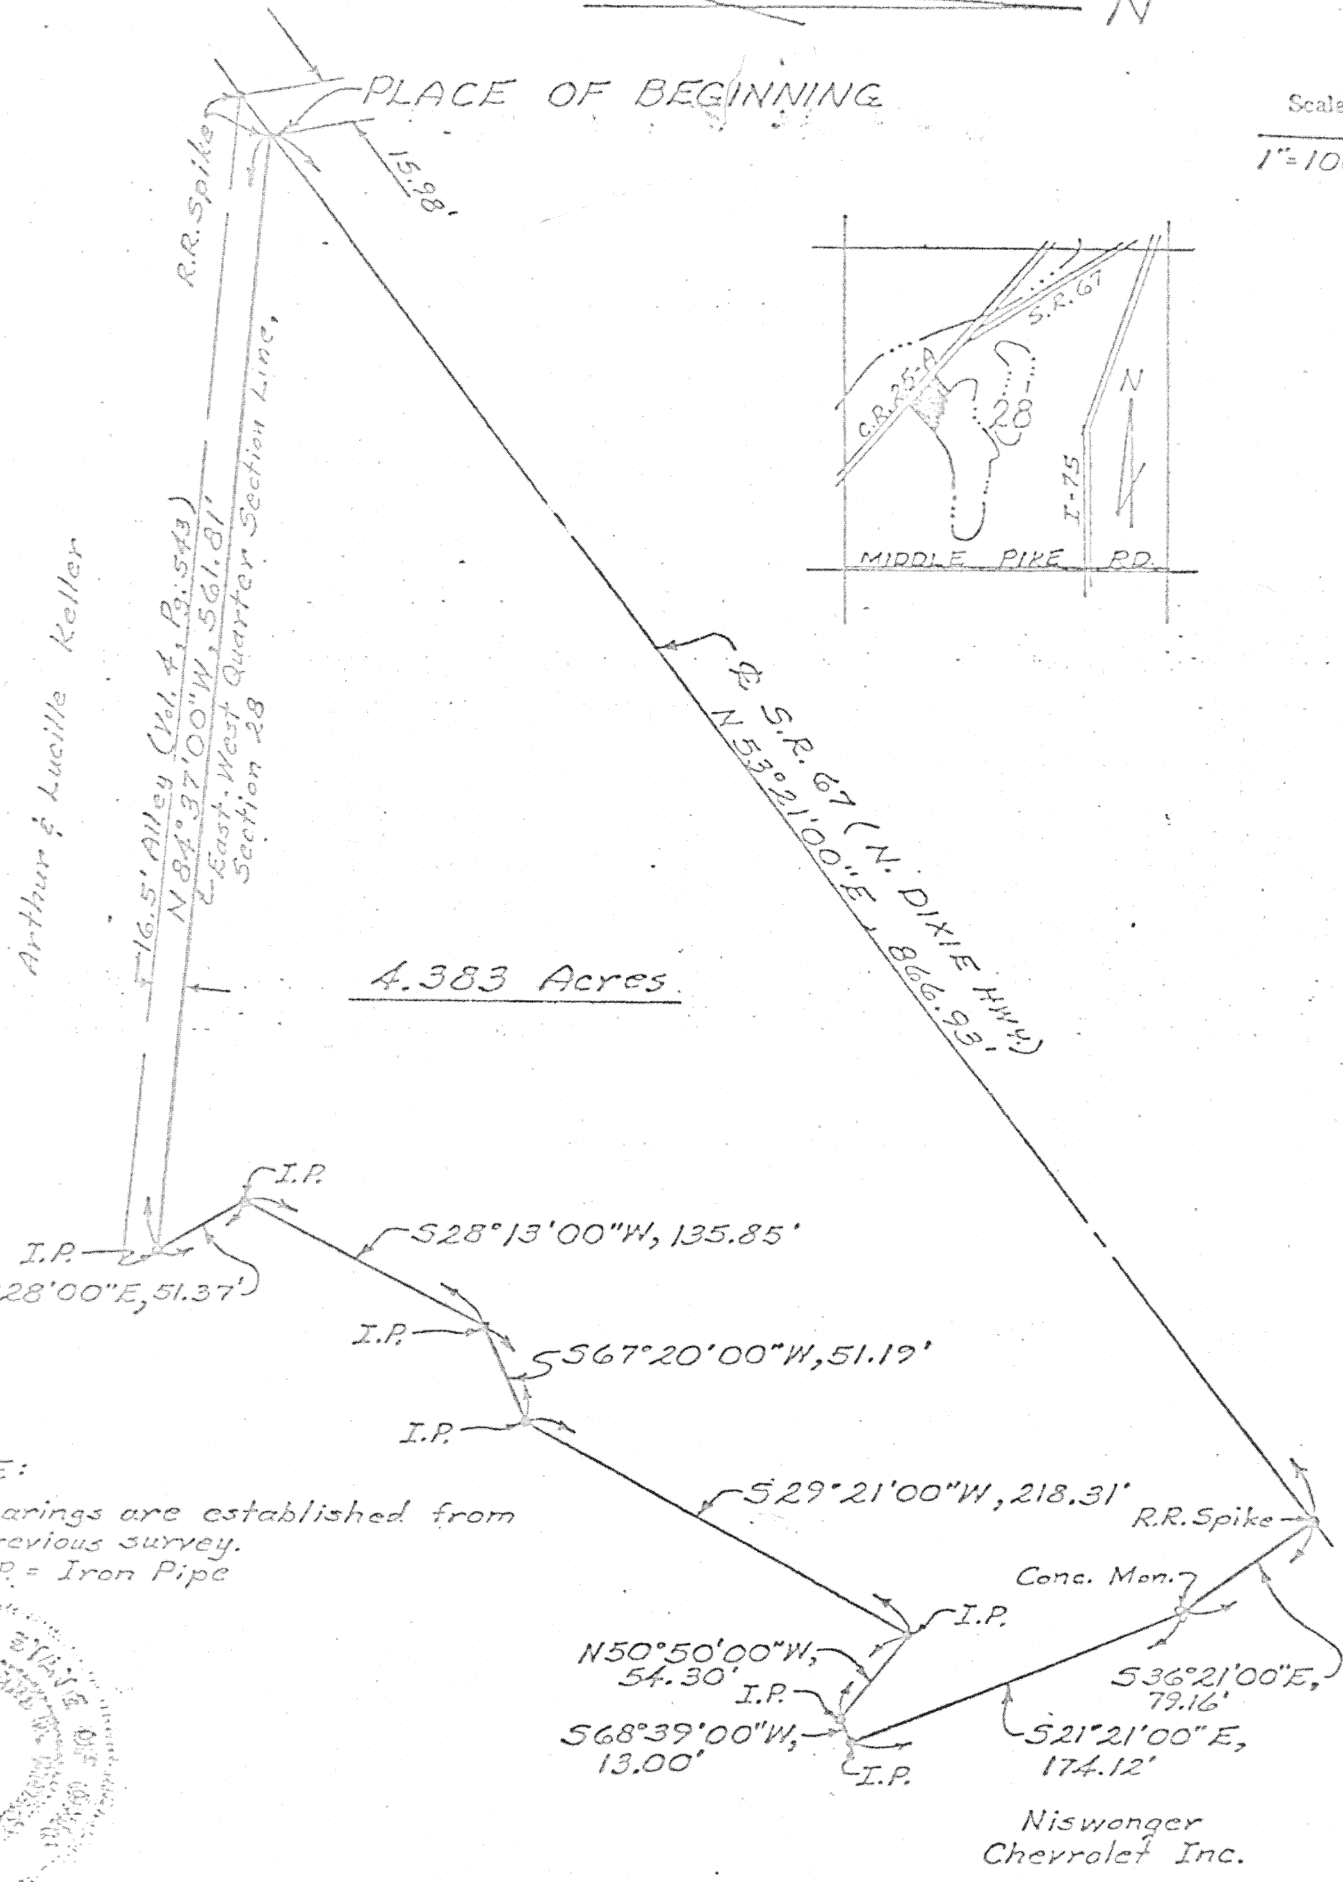 N
PLACE OF BEGINNING
Scale
1"=10
R.R. Spike
15.98'
S.R. 67
C.R. 25-A
28
N
I-75
MIDDLE PIKE RD.
Arthur & Lucille Keller
16.5' Alley (Vol. 4, Pg. 543)
N 84°37'00"W, 561.81'
East-West Quarter Section Line,
Section 28
℄ S.R. 67 (N. DIXIE HWY.)
N 53°21'00"E, 866.93'
4.383 Acres
I.P.
S28°13'00"W, 135.85'
I.P.
28'00"E, 51.37'
I.P.
S67°20'00"W, 51.19'
I.P.
E:
arings are established from
revious survey.
P. = Iron Pipe
S29°21'00"W, 218.31'
R.R. Spike
Conc. Mon.
I.P.
N50°50'00"W,
54.30'
I.P.
S68°39'00"W,
13.00'
I.P.
S36°21'00"E,
79.16'
S21°21'00"E,
174.12'
Niswonger
Chevrolet Inc.